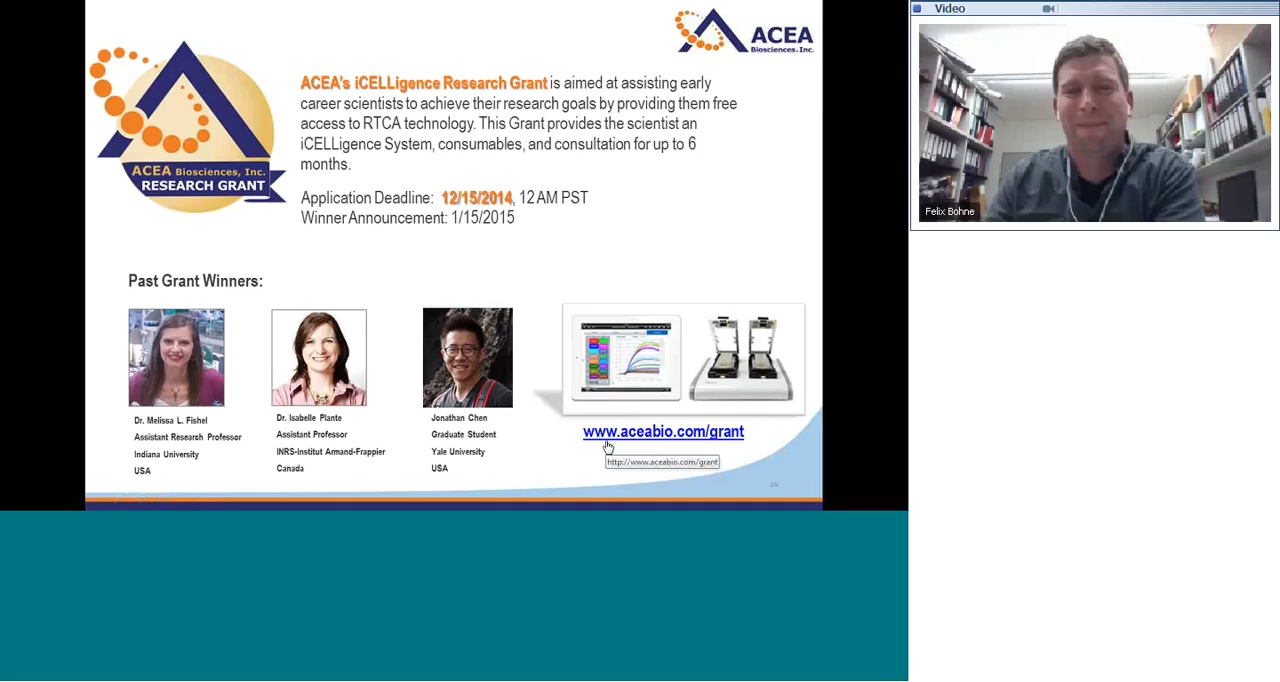 Video
ACEA
Biosciences, Inc.
ACEA's iCELLigence Research Grant is aimed at assisting early
career scientists to achieve their research goals by providing them free
access to RTCA technology. This Grant provides the scientist an
iCELLigence System, consumables, and consultation for up to 6
months.
ACEA Biosciences, Inc.
RESEARCH GRANT
Application Deadline: 12/15/2014, 12 AM PST
Winner Announcement: 1/15/2015
Felix Bohne
Past Grant Winners:
Dr. Melissa L. Fishel
Assistant Research Professor
Indiana University
USA
Dr. Isabelle Plante
Assistant Professor
INRS-Institut Armand-Frappier
Canada
Jonathan Chen
Graduate Student
Yale University
USA
www.aceabio.com/grant
http://www.aceabio.com/grant
16